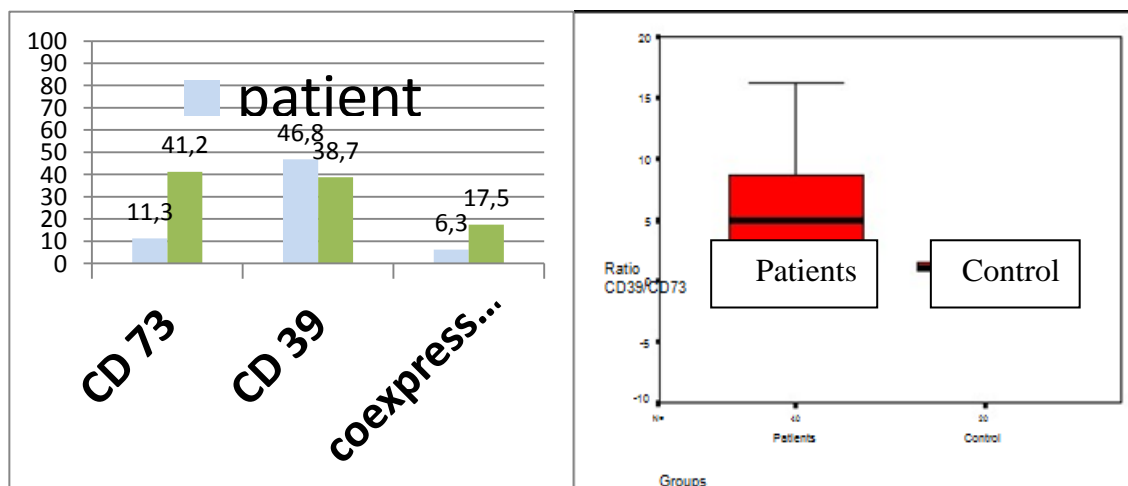 100
90
80
70
60
50
40
30
20
10
0
patient
11,3
41,2
46,8
38,7
6,3
17,5
CD 73
CD 39
coexpress...
20
15
10
5
0
-5
-10
Ratio
CD39/CD73
Patients
Control
N=
40
20
Patients
Control
Groups